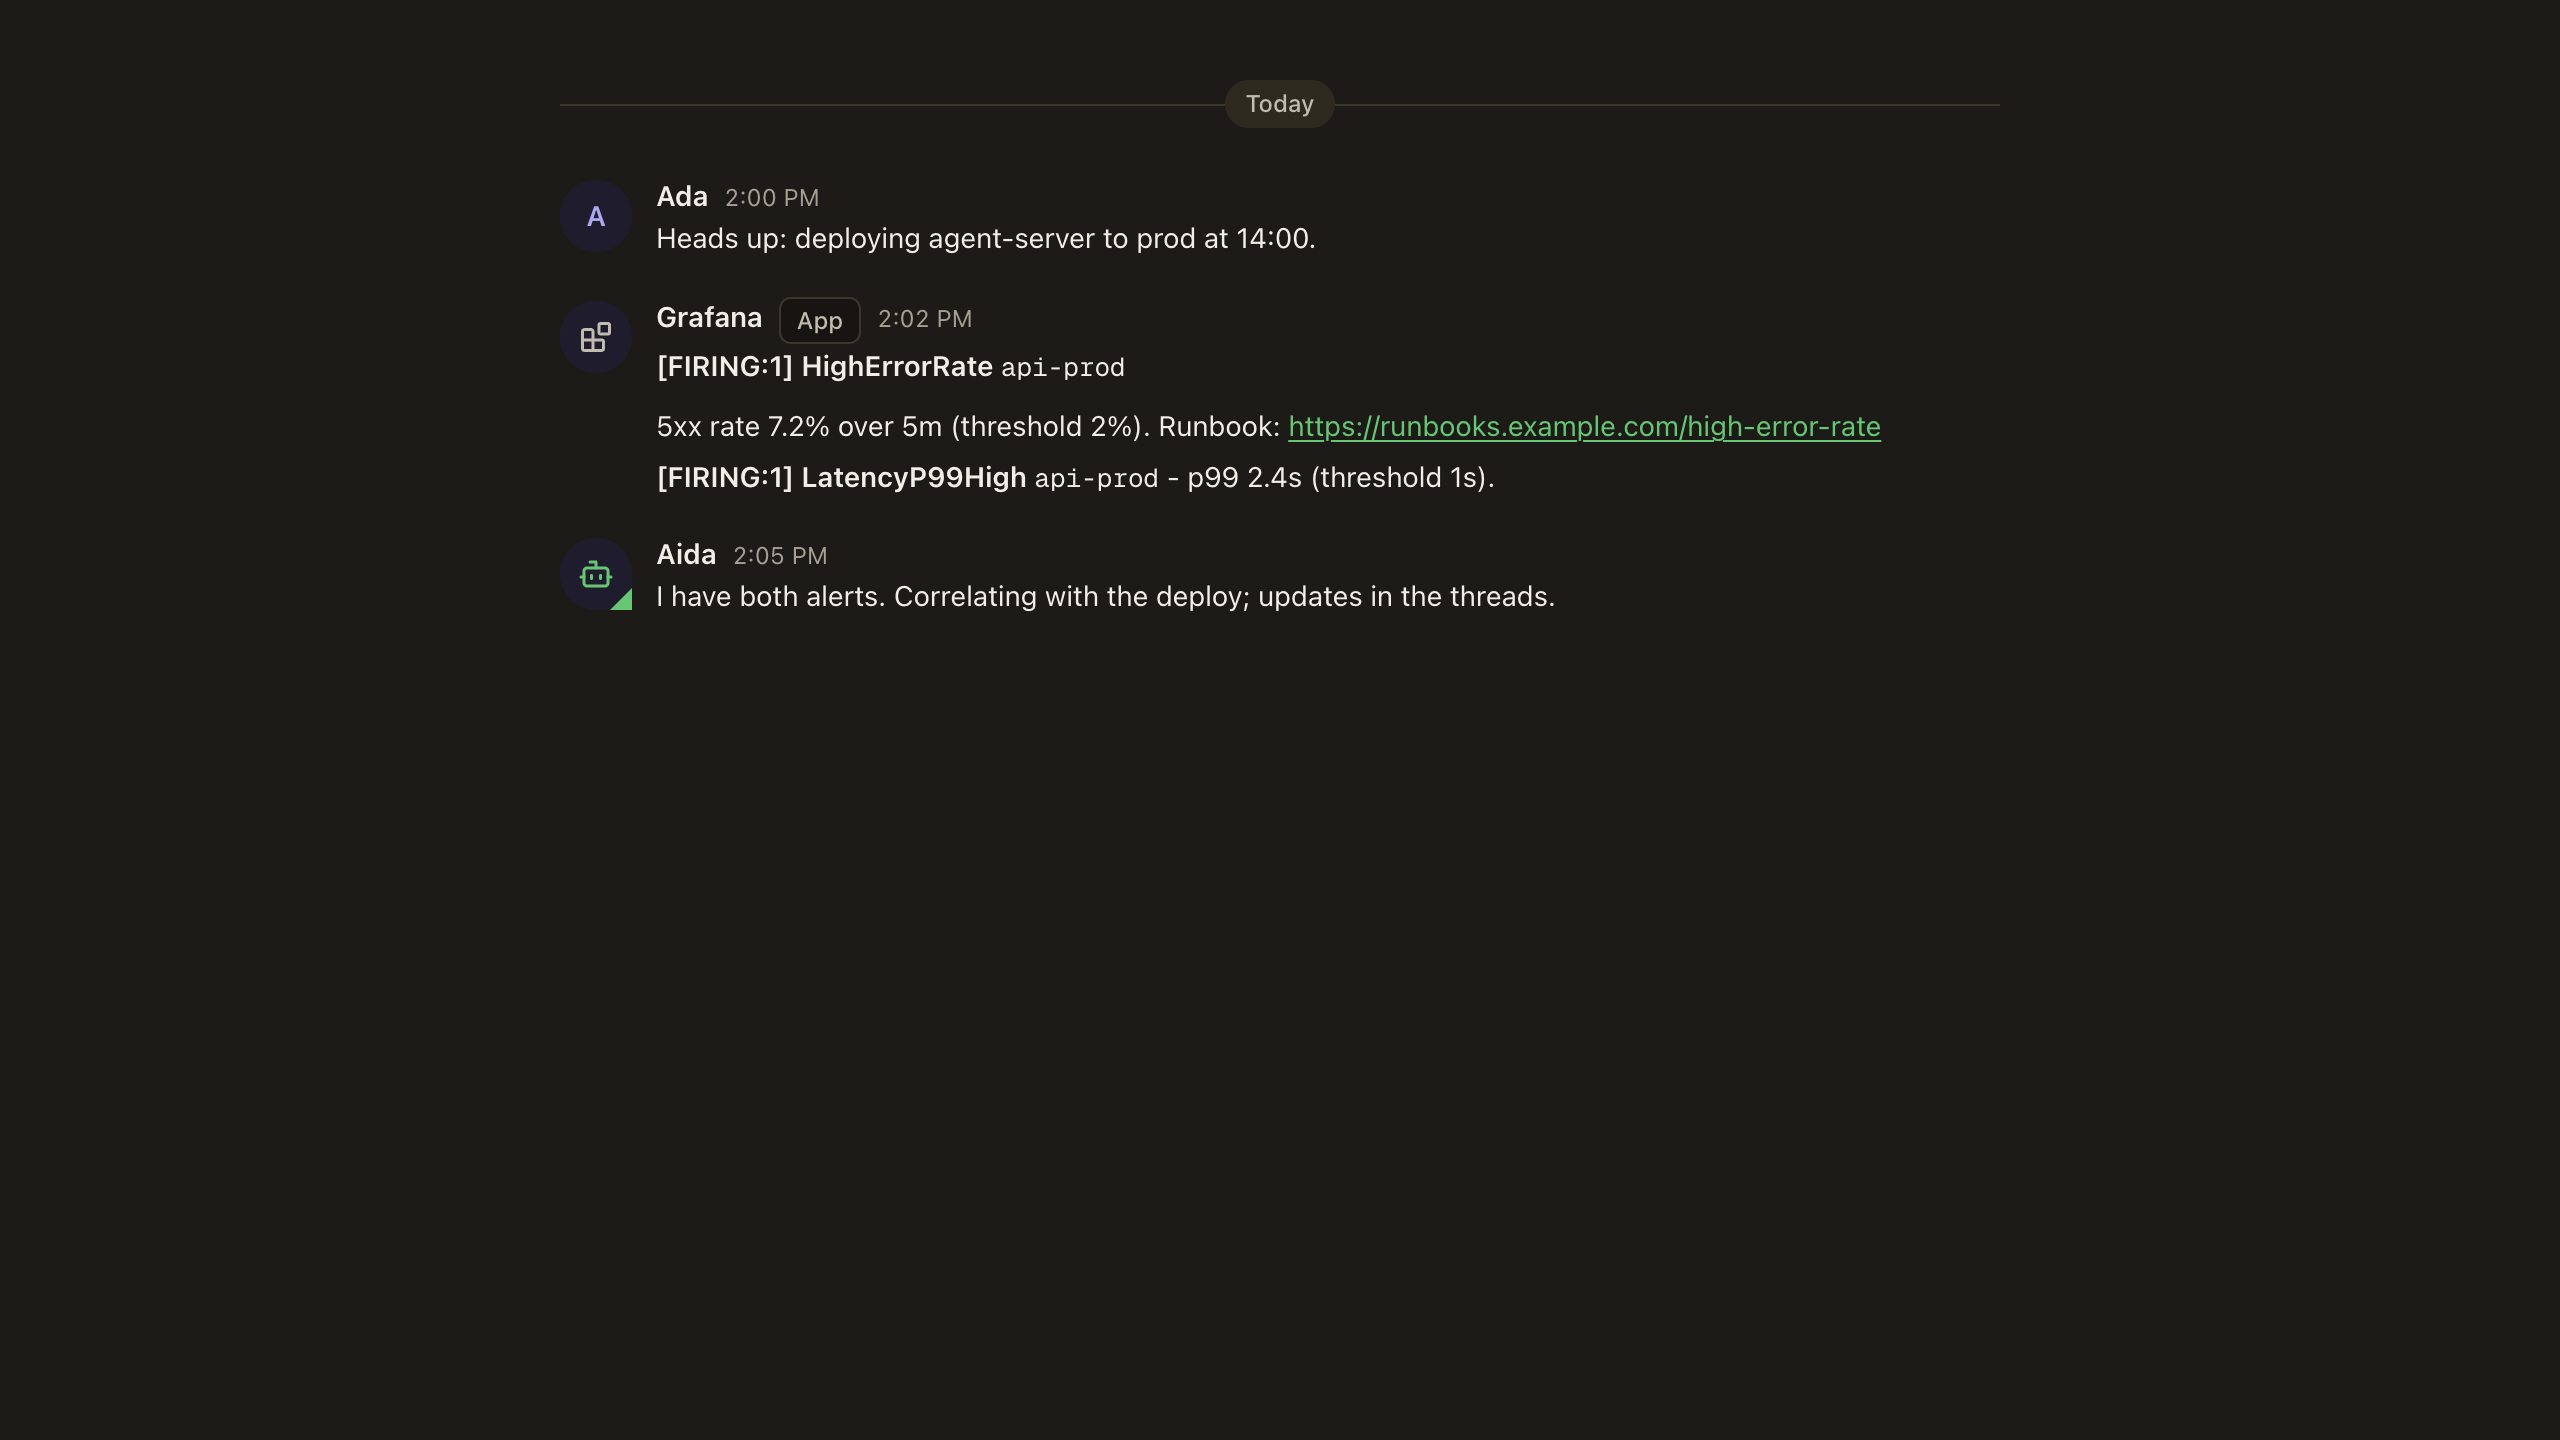 Today
A
Ada 2:00 PM
Heads up: deploying agent-server to prod at 14:00.
Grafana App 2:02 PM
[FIRING:1] HighErrorRate api-prod
5xx rate 7.2% over 5m (threshold 2%). Runbook: https://runbooks.example.com/high-error-rate
[FIRING:1] LatencyP99High api-prod - p99 2.4s (threshold 1s).
Aida 2:05 PM
I have both alerts. Correlating with the deploy; updates in the threads.